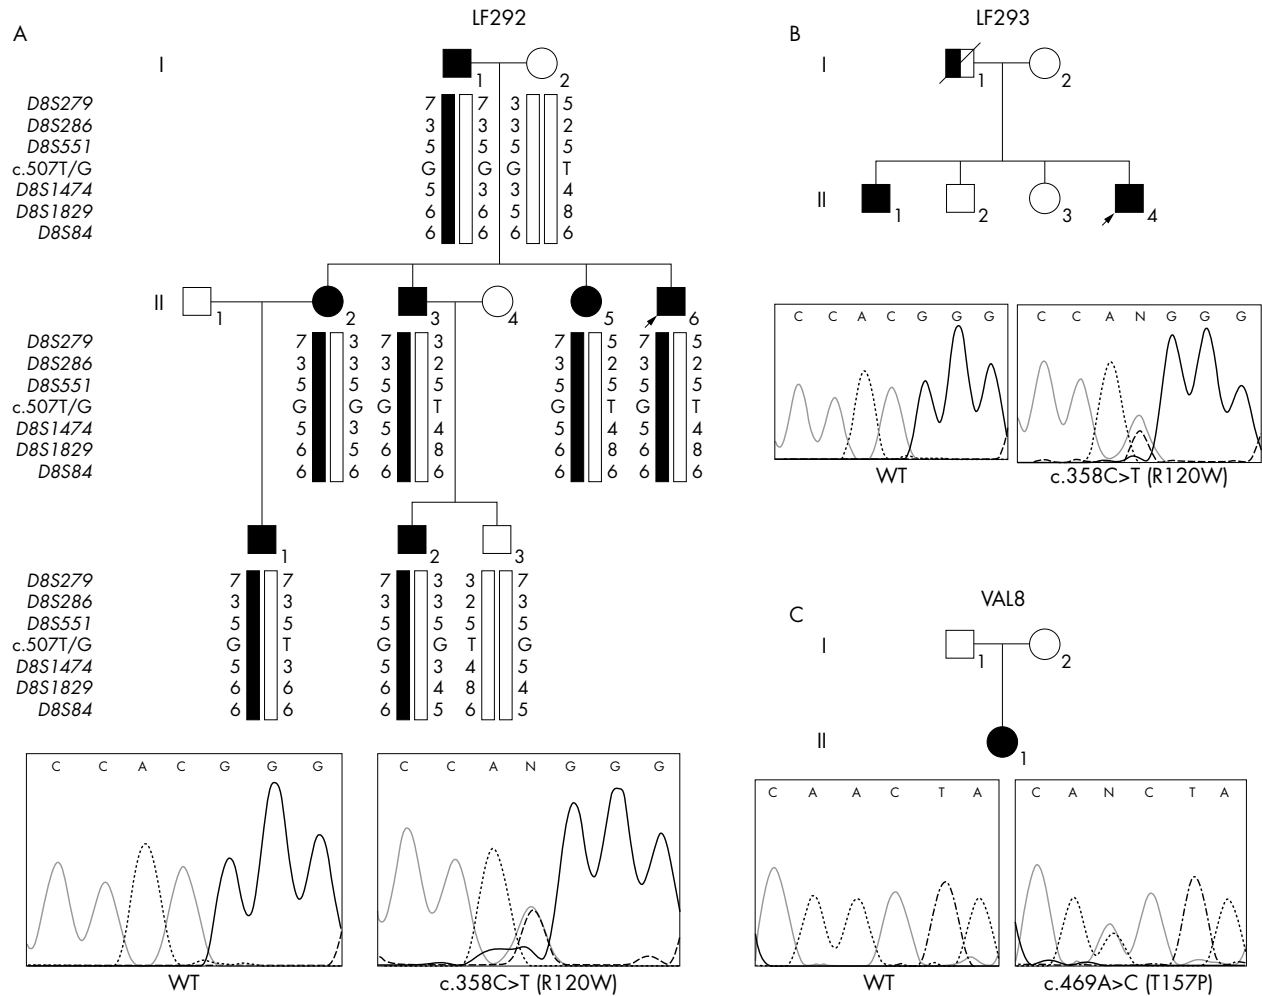 A
LF292
I
1
2
D8S279 7 7 3 5
D8S286 3 3 3 2
D8S551 5 5 5 5
c.507T/G G G G T
D8S1474 5 3 3 4
D8S1829 6 6 5 8
D8S84 6 6 6 6
II
1
2
3
4
5
6
D8S279 7 3 7 3 7 5 7 5
D8S286 3 3 3 2 3 2 3 2
D8S551 5 5 5 5 5 5 5 5
c.507T/G G G G T G T G T
D8S1474 5 3 5 4 5 4 5 4
D8S1829 6 5 6 8 6 8 6 8
D8S84 6 6 6 6 6 6 6 6
1
2
3
D8S279 7 7 7 3 3 7
D8S286 3 3 3 3 2 3
D8S551 5 5 5 5 5 5
c.507T/G G T G G T G
D8S1474 5 3 5 3 4 5
D8S1829 6 6 6 4 8 4
D8S84 6 6 6 5 6 5
C C A C G G G
WT
C C A N G G G
c.358C>T (R120W)
B
LF293
I
1
2
II
1
2
3
4
C C A C G G G
WT
C C A N G G G
c.358C>T (R120W)
C
VAL8
I
1
2
II
1
C A A C T A
WT
C A N C T A
c.469A>C (T157P)